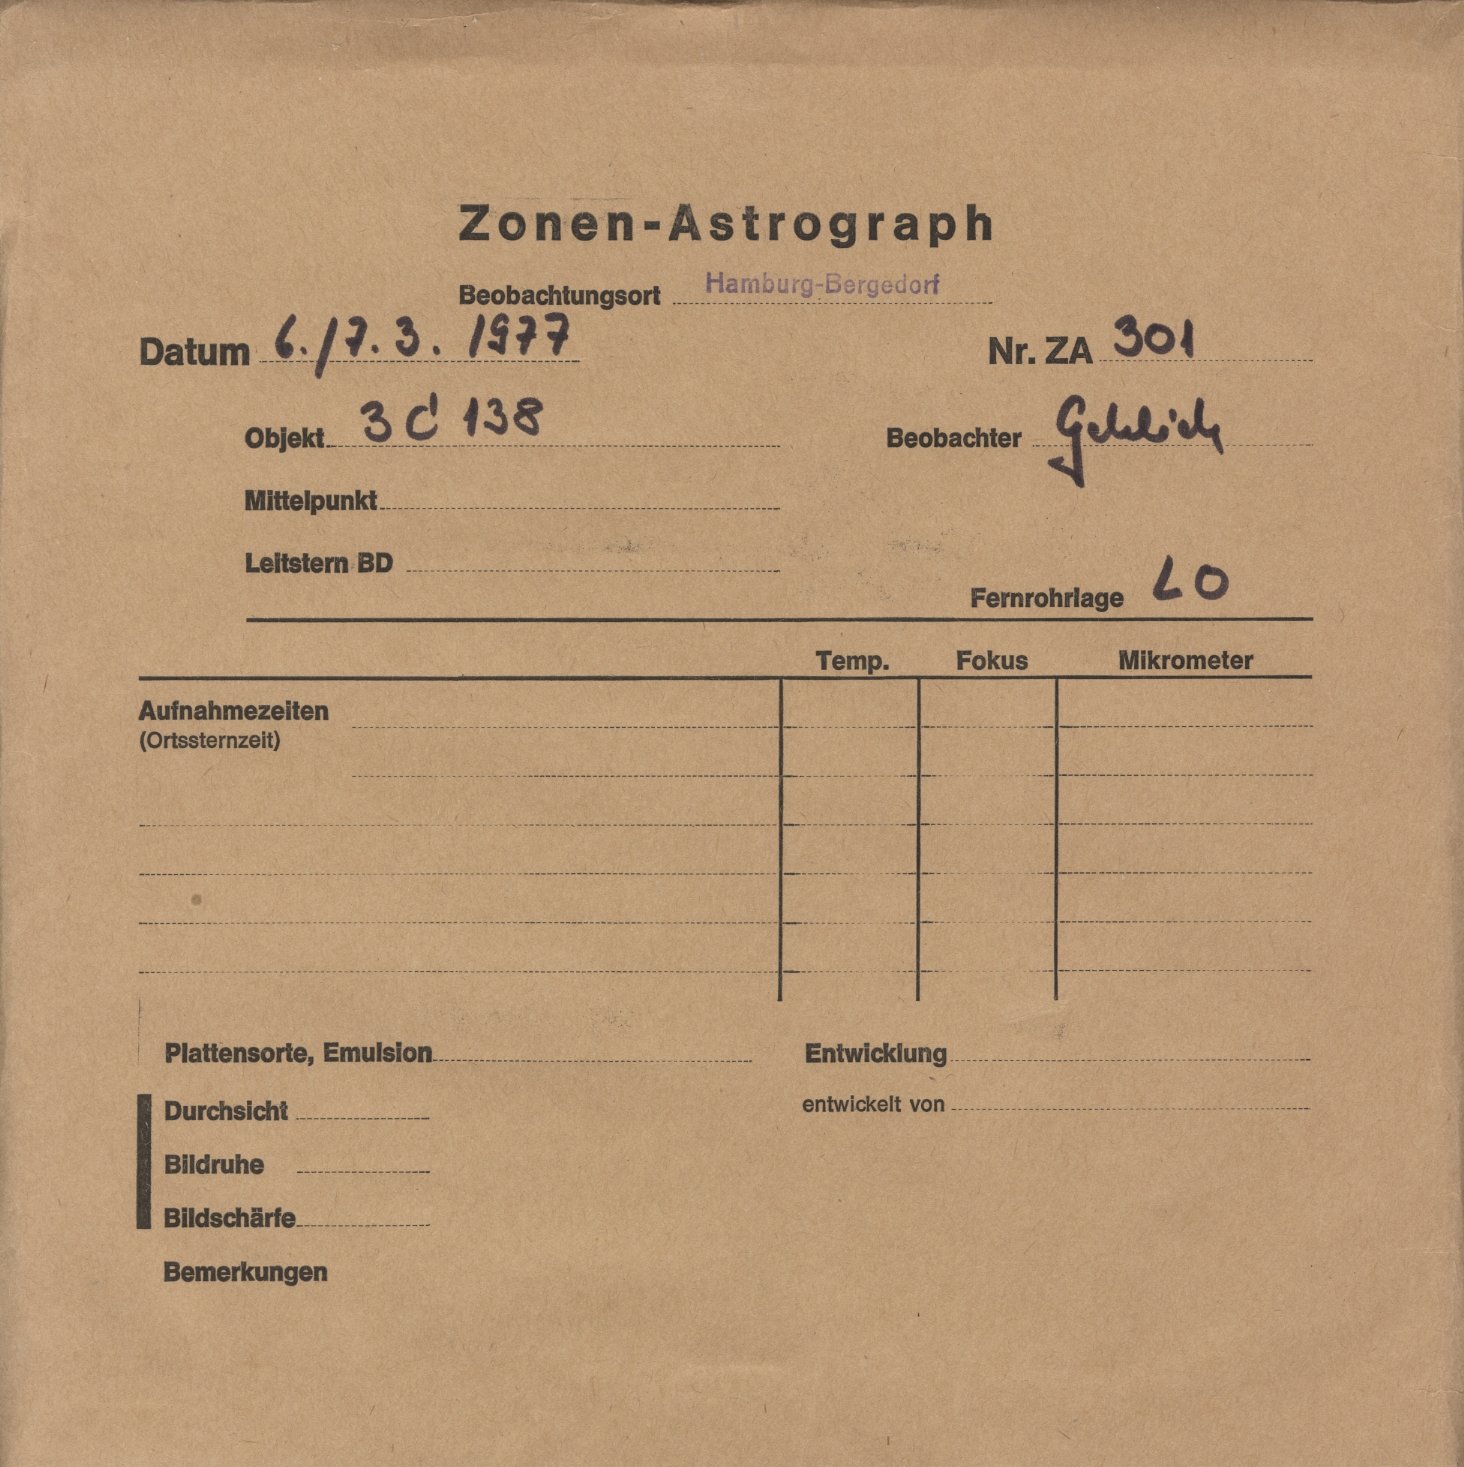 Zonen-Astrograph
Beobachtungsort Hamburg-Bergedorf
Datum 6./7. 3. 1977 Nr. ZA 301
Objekt 3C 138 Beobachter
Mittelpunkt
Leitstern BD
Fernrohrlage LO
Temp. Fokus Mikrometer
Aufnahmezeiten
(Ortssternzeit)
Plattensorte, Emulsion Entwicklung
entwickelt von
Durchsicht
Bildruhe
Bildschärfe
Bemerkungen